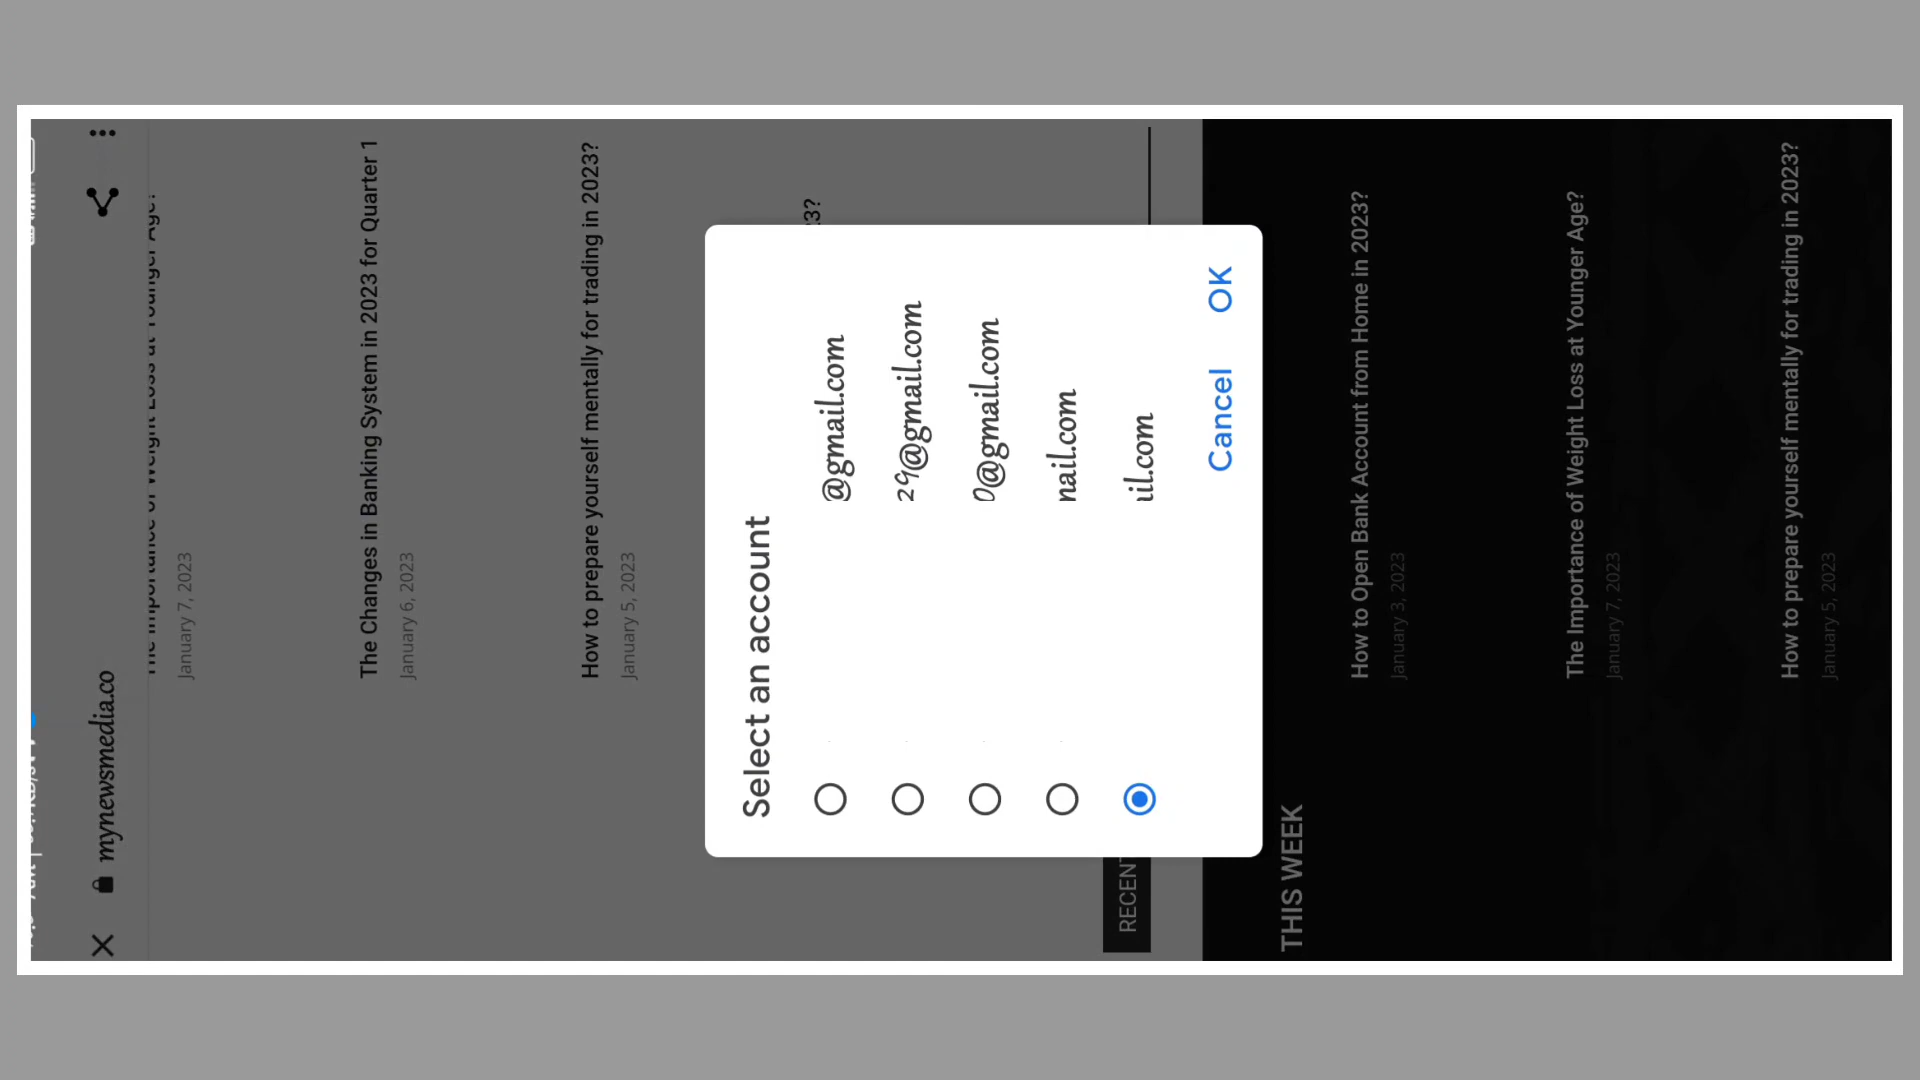 mynewsmedia.co
January 7, 2023
The Changes in Banking System in 2023 for Quarter 1
January 6, 2023
How to prepare yourself mentally for trading in 2023?
January 5, 2023
Select an account
@gmail.com
29@gmail.com
0@gmail.com
nail.com
il.com
Cancel OK
RECENT
THIS WEEK
How to Open Bank Account from Home in 2023?
January 3, 2023
The Importance of Weight Loss at Younger Age?
January 7, 2023
How to prepare yourself mentally for trading in 2023?
January 5, 2023